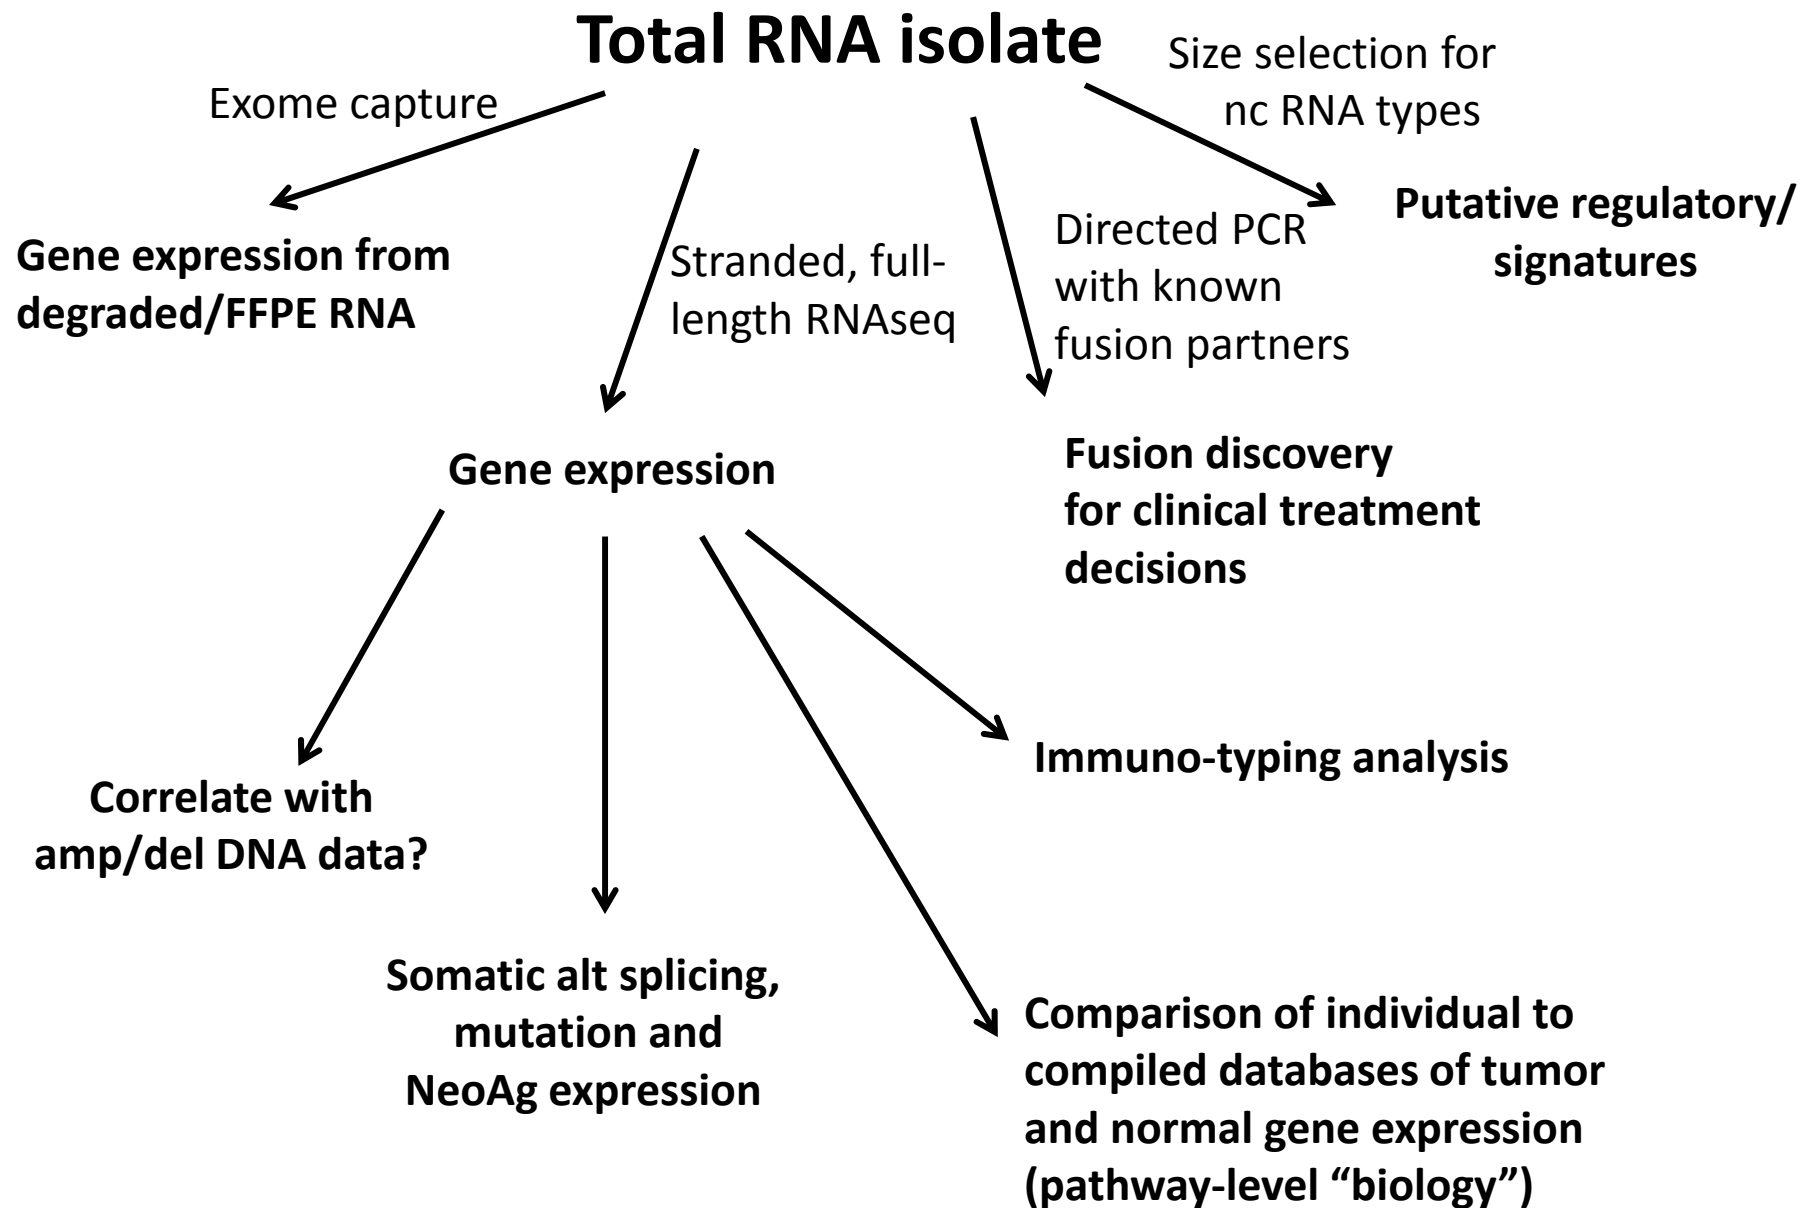 Total RNA isolate
Exome capture
Size selection for
nc RNA types
Gene expression from
degraded/FFPE RNA
Stranded, full-
length RNAseq
Directed PCR
with known
fusion partners
Putative regulatory/
signatures
Gene expression
Fusion discovery
for clinical treatment
decisions
Correlate with
amp/del DNA data?
Immuno-typing analysis
Somatic alt splicing,
mutation and
NeoAg expression
Comparison of individual to
compiled databases of tumor
and normal gene expression
(pathway-level “biology”)